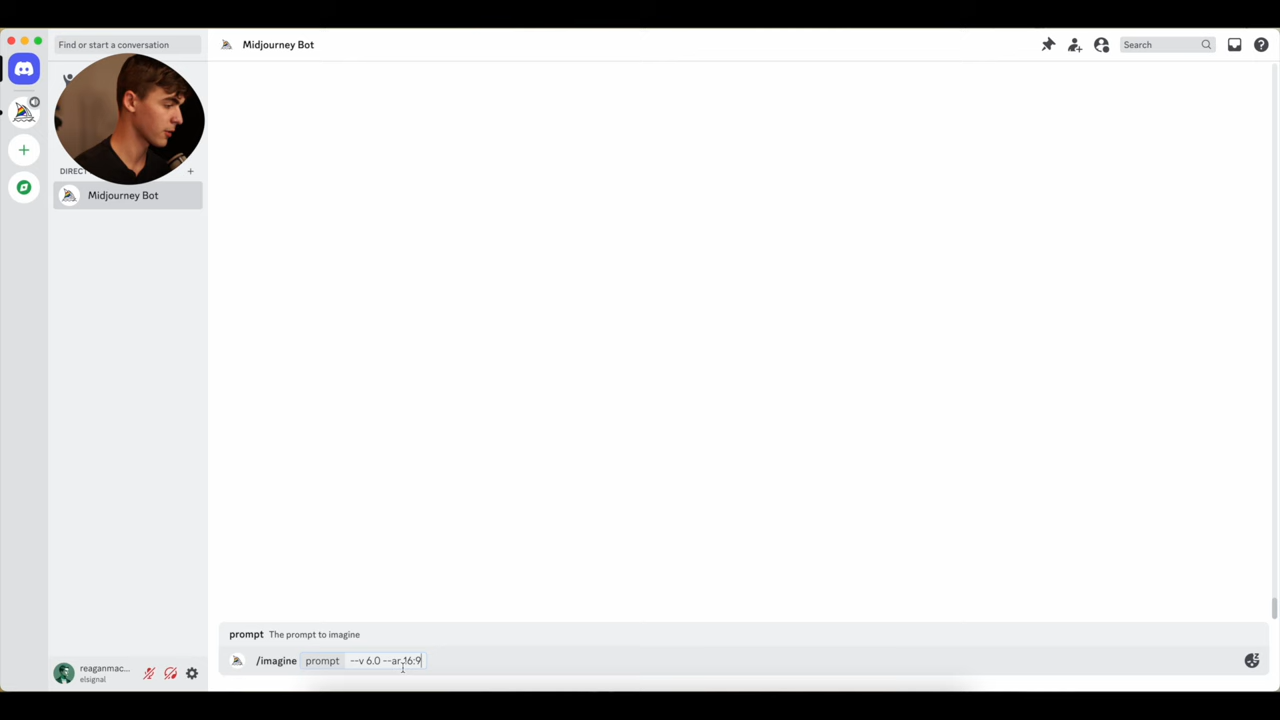 Find or start a conversation
Midjourney Bot
Search
DIRECT
Midjourney Bot
prompt The prompt to imagine
/imagine prompt --v 6.0 --ar 16:9
reaganmac...
elsignal